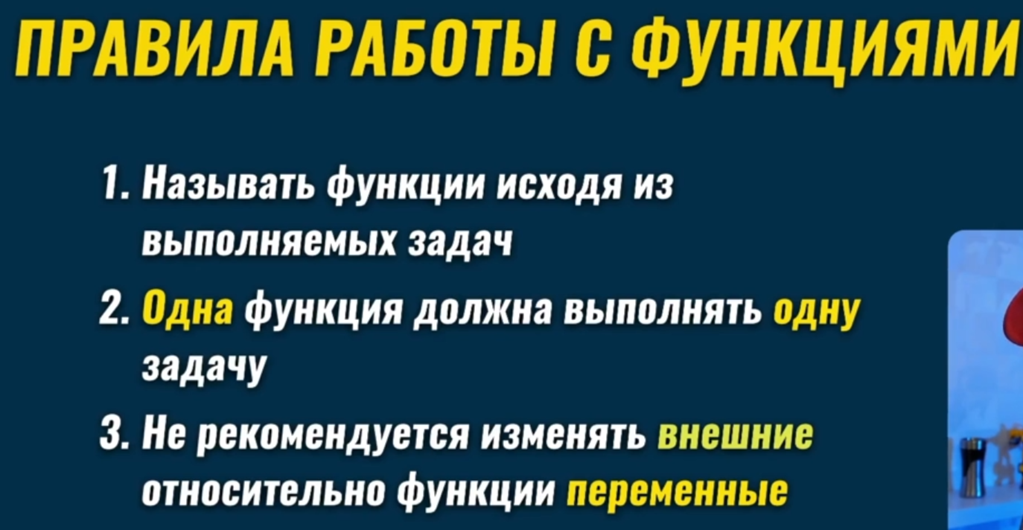 ПРАВИЛА РАБОТЫ С ФУНКЦИЯМИ
1. Называть функции исходя из
выполняемых задач
2. Одна функция должна выполнять одну
задачу
3. Не рекомендуется изменять внешние
относительно функции переменные